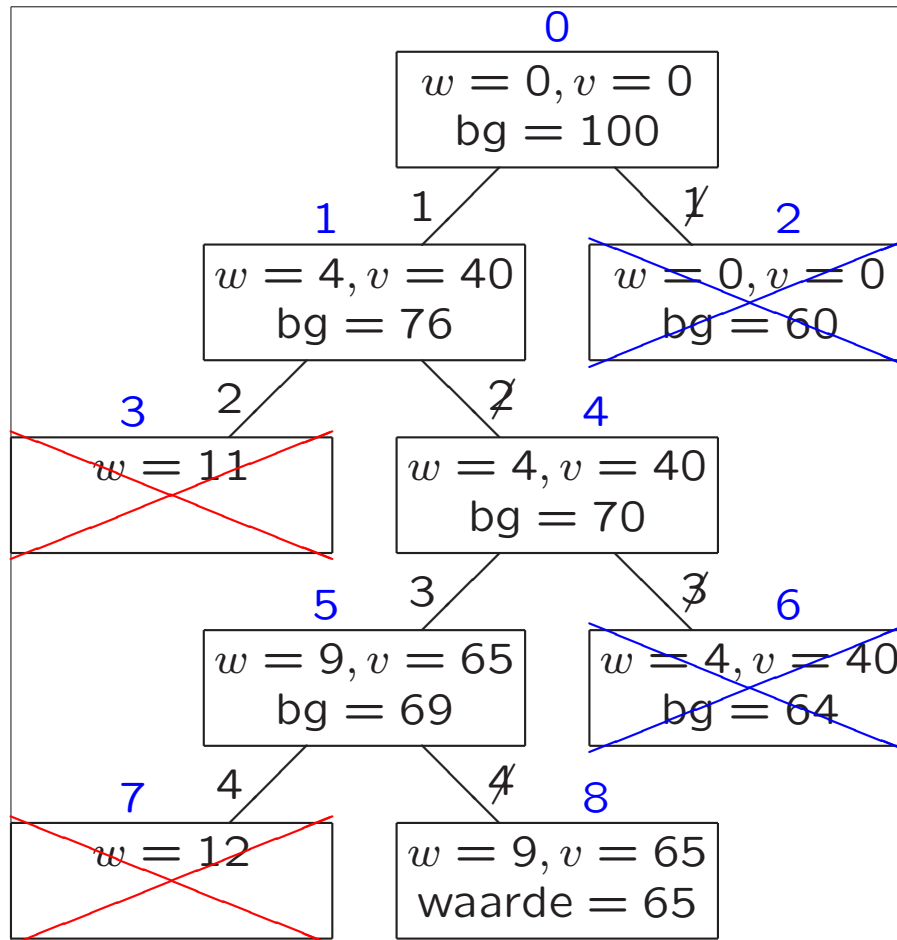 0
w = 0, v = 0
bg = 100
1 1̸
1 2
w = 4, v = 40 w = 0, v = 0
bg = 76 bg = 60
2 2̸
3 4
w = 11 w = 4, v = 40
bg = 70
3 3̸
5 6
w = 9, v = 65 w = 4, v = 40
bg = 69 bg = 64
4 4̸
7 8
w = 12 w = 9, v = 65
waarde = 65